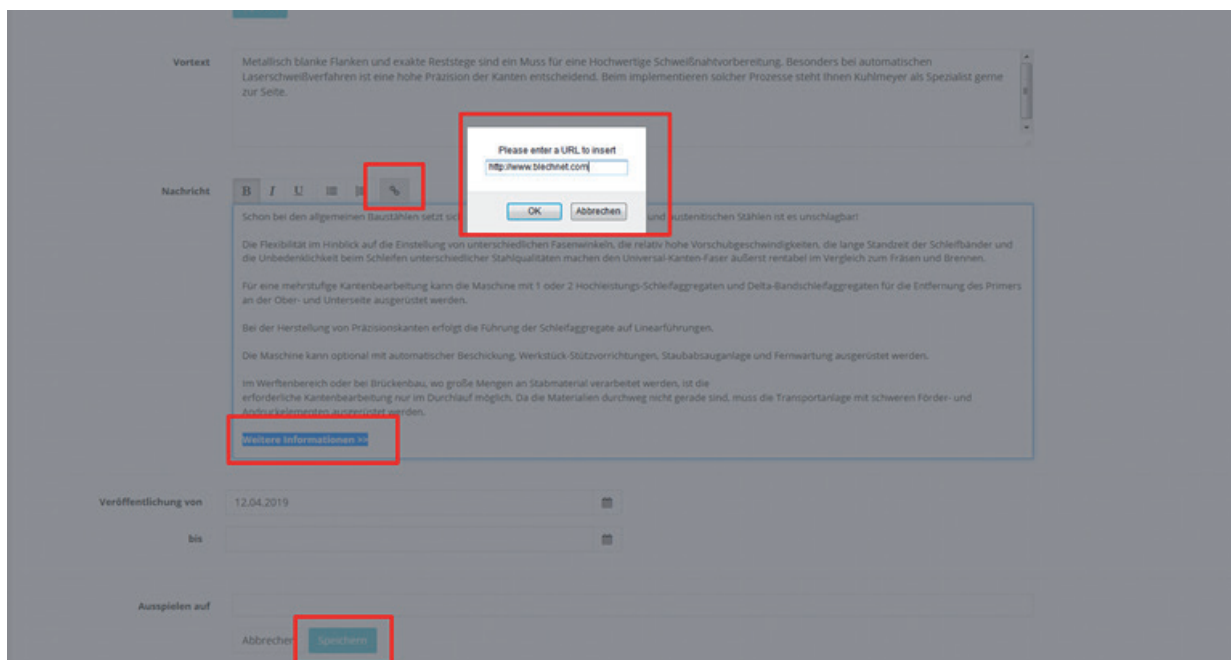 Vortext
Metallisch blanke Flanken und exakte Reststege sind ein Muss für eine Hochwertige Schweißnahtvorbereitung. Besonders bei automatischen
Laserschweißverfahren ist eine hohe Präzision der Kanten entscheidend. Beim implementieren solcher Prozesse steht Ihnen Kuhlmeyer als Spezialist gerne
zur Seite.
Please enter a URL to insert
http://www.blechnet.com
OK Abbrechen
Nachricht
B I U
Schon bei den allgemeinen Baustählen setzt sic und austenitischen Stählen ist es unschlagbar!
Die Flexibilität im Hinblick auf die Einstellung von unterschiedlichen Fasenwinkeln, die relativ hohe Vorschubgeschwindigkeiten, die lange Standzeit der Schleifbänder und
die Unbedenklichkeit beim Schleifen unterschiedlicher Stahlqualitäten machen den Universal-Kanten-Faser äußerst rentabel im Vergleich zum Fräsen und Brennen.
Für eine mehrstufige Kantenbearbeitung kann die Maschine mit 1 oder 2 Hochleistungs-Schleifaggregaten und Delta-Bandschleifaggregaten für die Entfernung des Primers
an der Ober- und Unterseite ausgerüstet werden.
Bei der Herstellung von Präzisionskanten erfolgt die Führung der Schleifaggregate auf Linearführungen.
Die Maschine kann optional mit automatischer Beschickung, Werkstück-Stützvorrichtungen, Staubabsauganlage und Fernwartung ausgerüstet werden.
Im Werftenbereich oder bei Brückenbau, wo große Mengen an Stabmaterial verarbeitet werden, ist die
erforderliche Kantenbearbeitung nur im Durchlauf möglich. Da die Materialien durchweg nicht gerade sind, muss die Transportanlage mit schweren Förder- und
Andruckelementen ausgerüstet werden.
Weitere Informationen >>
Veröffentlichung von 12.04.2019
bis
Ausspielen auf
Abbrechen Speichern